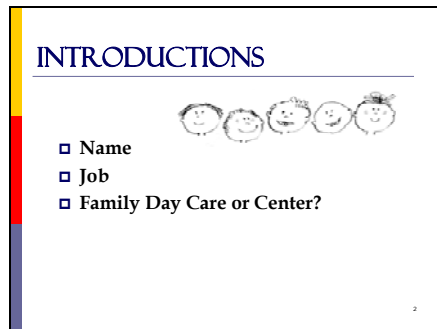 INTRODUCTIONS
Name
Job
Family Day Care or Center?
2